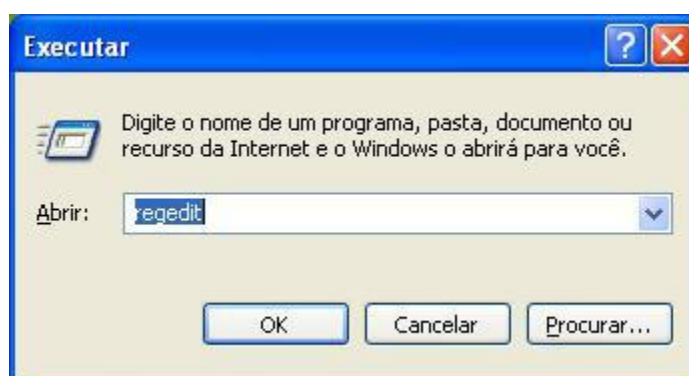 Executar
Digite o nome de um programa, pasta, documento ou
recurso da Internet e o Windows o abrirá para você.
Abrir: regedit
OK Cancelar Procurar...